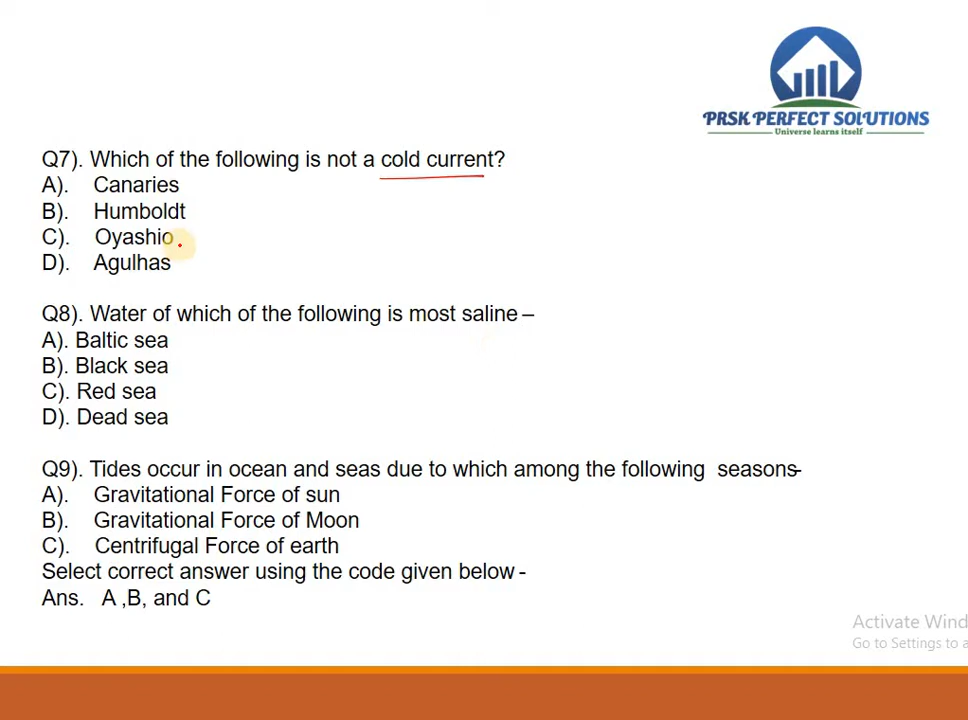 PRSK PERFECT SOLUTIONS
Universe learns itself
Q7). Which of the following is not a cold current?
A). Canaries
B). Humboldt
C). Oyashio
D). Agulhas
Q8). Water of which of the following is most saline –
A). Baltic sea
B). Black sea
C). Red sea
D). Dead sea
Q9). Tides occur in ocean and seas due to which among the following seasons-
A). Gravitational Force of sun
B). Gravitational Force of Moon
C). Centrifugal Force of earth
Select correct answer using the code given below -
Ans. A ,B, and C
Activate Wind
Go to Settings to a